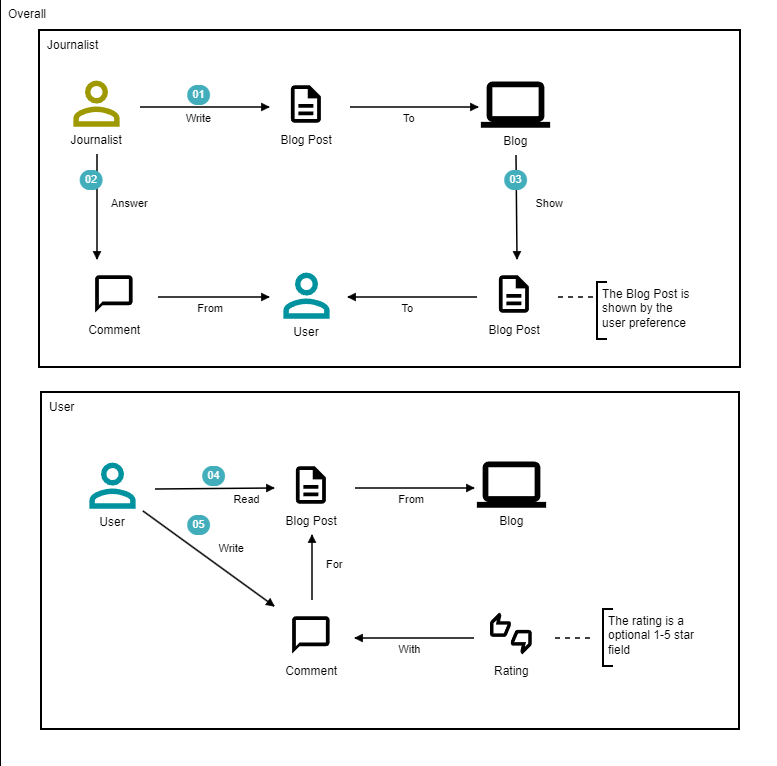 Overall
Journalist
01
Write
To
Journalist
Blog Post
Blog
02
03
Answer
Show
The Blog Post is
shown by the
user preference
From
To
Comment
User
Blog Post
User
04
Read
From
User
Blog Post
Blog
05
Write
For
The rating is a
optional 1-5 star
field
With
Comment
Rating